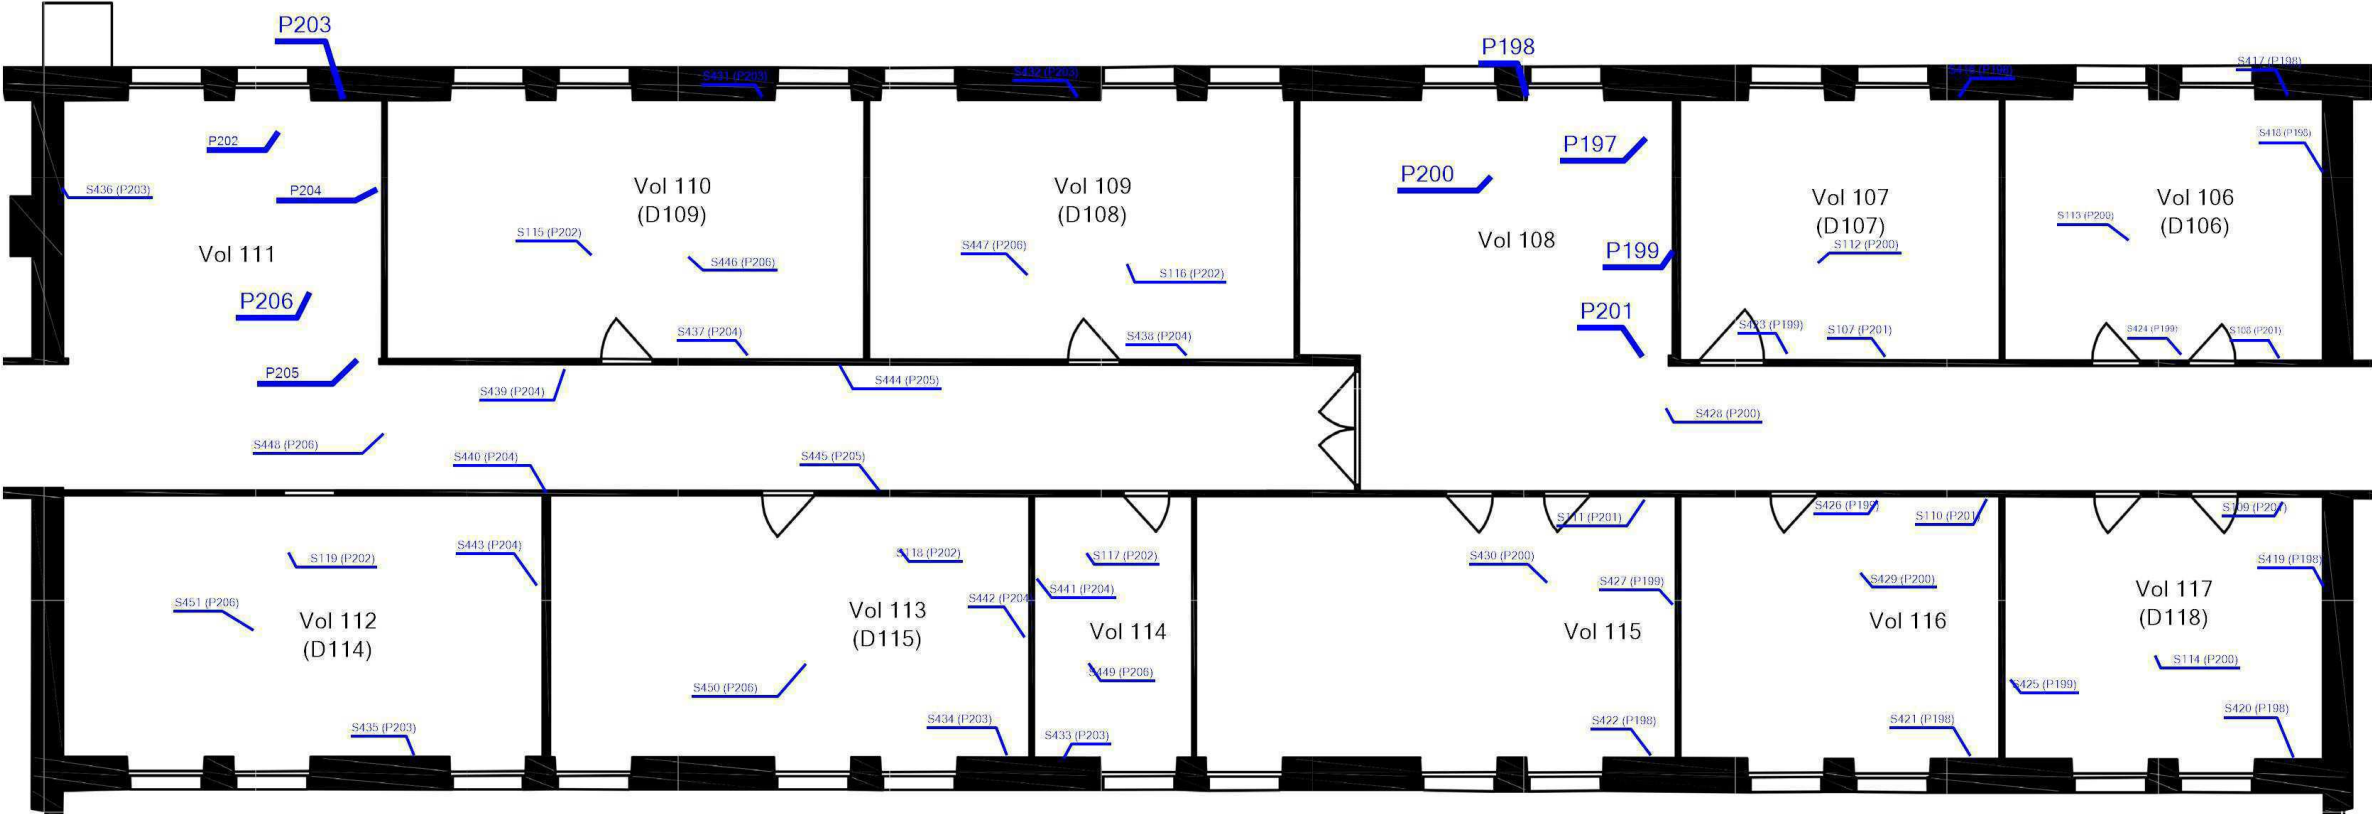 P203
P198
S417 (P198)
S431 (P203)
S432 (P203)
S416 (P198)
P202
P197
S418 (P198)
P204
S436 (P203)
P200
Vol 110
(D109)
Vol 109
(D108)
Vol 107
(D107)
Vol 106
(D106)
S113 (P200)
S115 (P202)
S447 (P206)
Vol 108
P199
S112 (P200)
Vol 111
S446 (P206)
S116 (P202)
P206
P201
S437 (P204)
S438 (P204)
S423 (P199)
S107 (P201)
S424 (P199)
S108 (P201)
P205
S439 (P204)
S444 (P205)
S428 (P200)
S448 (P206)
S440 (P204)
S445 (P205)
S426 (P199)
S109 (P201)
S111 (P201)
S110 (P201)
S443 (P204)
S119 (P202)
S118 (P202)
S117 (P202)
S430 (P200)
S419 (P198)
S427 (P199)
S429 (P200)
S441 (P204)
S442 (P204)
S451 (P206)
Vol 112
(D114)
Vol 113
(D115)
Vol 114
Vol 115
Vol 116
Vol 117
(D118)
S114 (P200)
S449 (P206)
S450 (P206)
S425 (P199)
S420 (P198)
S435 (P203)
S434 (P203)
S433 (P203)
S422 (P198)
S421 (P198)